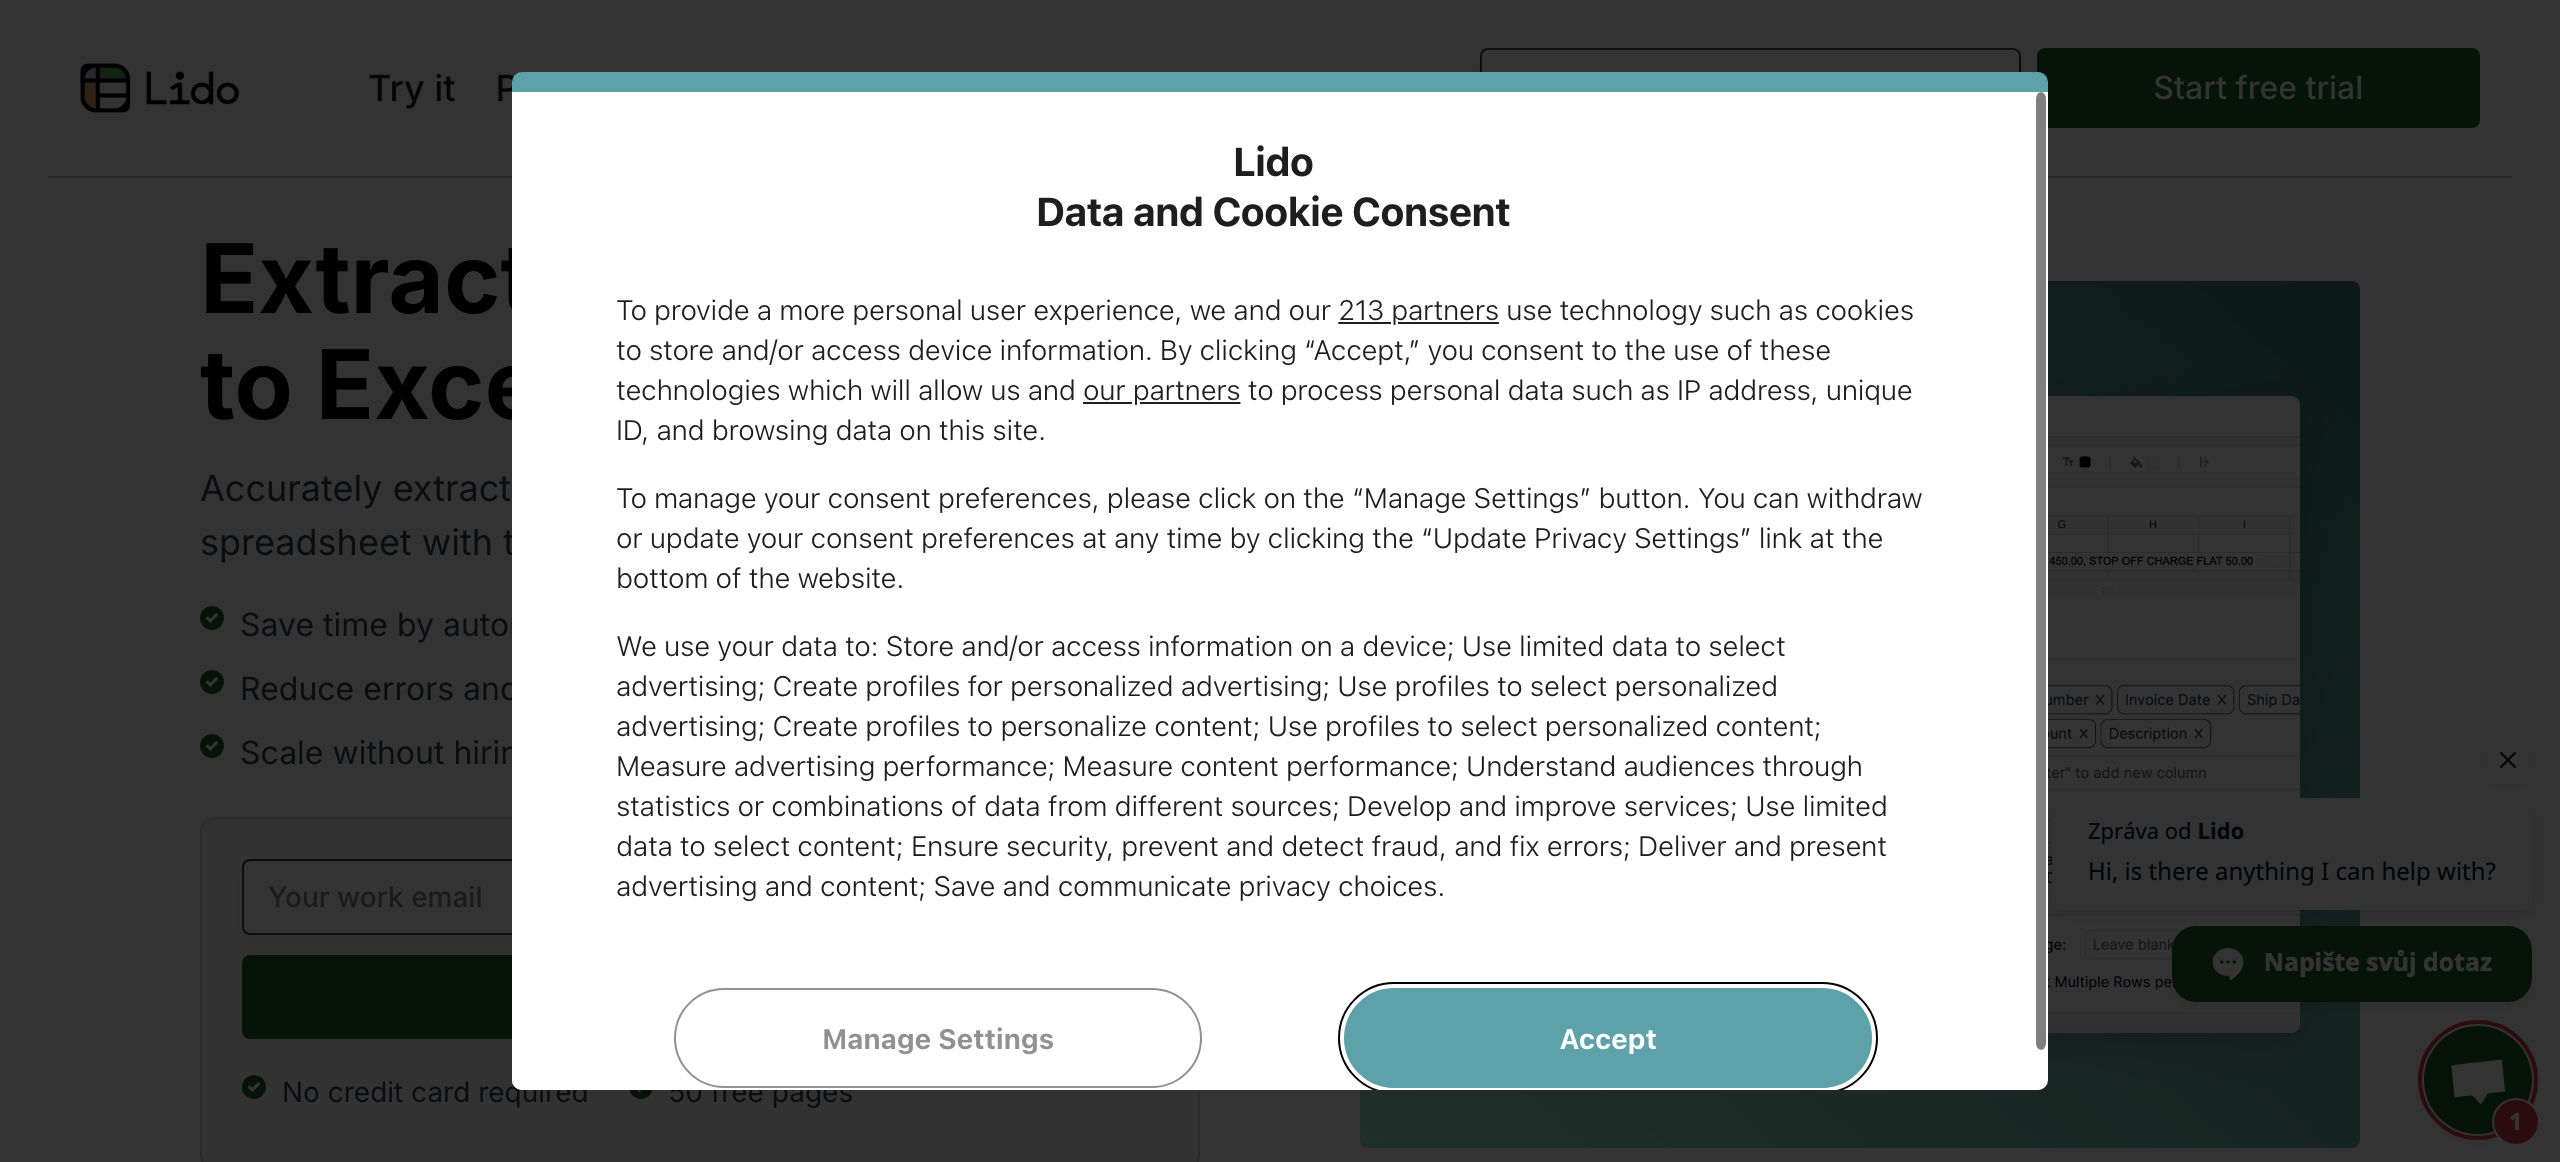 Lido
Try it
Start free trial
Lido
Data and Cookie Consent
To provide a more personal user experience, we and our 213 partners use technology such as cookies
to store and/or access device information. By clicking “Accept,” you consent to the use of these
technologies which will allow us and our partners to process personal data such as IP address, unique
ID, and browsing data on this site.
To manage your consent preferences, please click on the “Manage Settings” button. You can withdraw
or update your consent preferences at any time by clicking the “Update Privacy Settings” link at the
bottom of the website.
We use your data to: Store and/or access information on a device; Use limited data to select
advertising; Create profiles for personalized advertising; Use profiles to select personalized
advertising; Create profiles to personalize content; Use profiles to select personalized content;
Measure advertising performance; Measure content performance; Understand audiences through
statistics or combinations of data from different sources; Develop and improve services; Use limited
data to select content; Ensure security, prevent and detect fraud, and fix errors; Deliver and present
advertising and content; Save and communicate privacy choices.
Manage Settings
Accept
Extract
to Exce
Accurately extract
spreadsheet with t
Save time by auto
Reduce errors and
Scale without hirin
Your work email
No credit card required
50 free pages
G H I
450.00, STOP OFF CHARGE FLAT 50.00
umber × Invoice Date × Ship Da
unt × Description ×
ter" to add new column
Zpráva od Lido
Hi, is there anything I can help with?
ge: Leave blank
Multiple Rows pe
Napište svůj dotaz
1